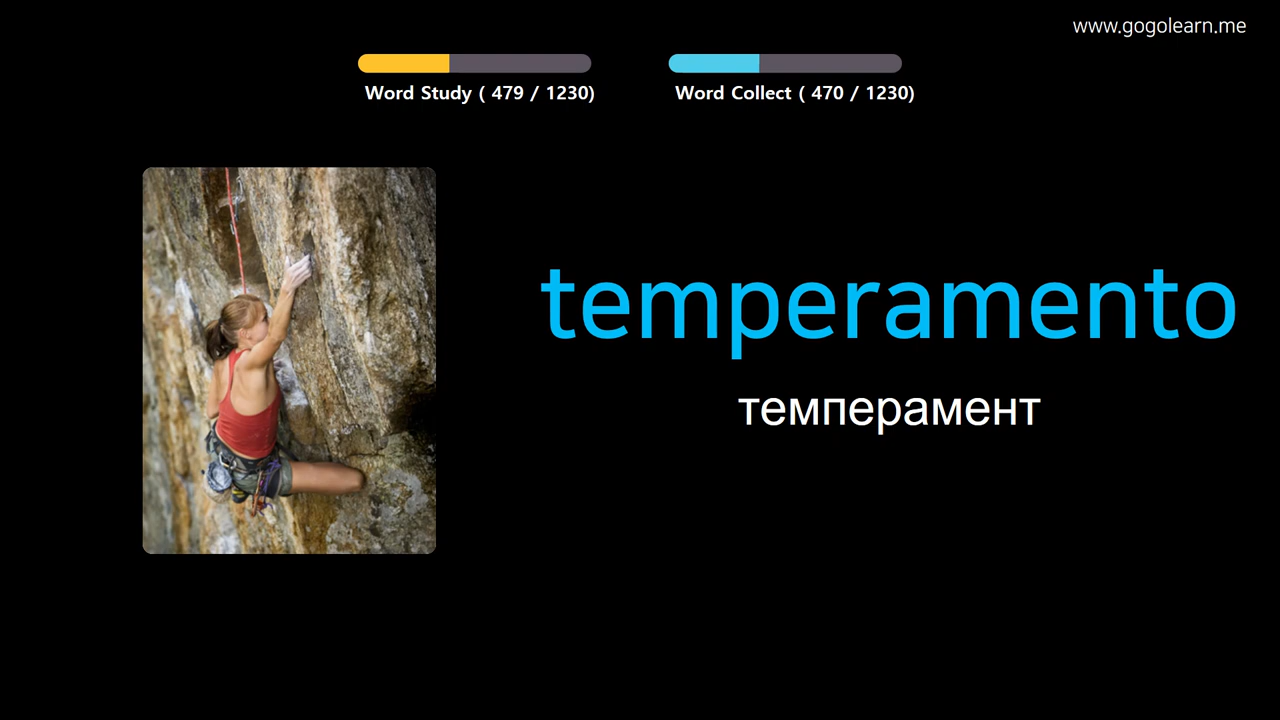 www.gogolearn.me
Word Study ( 479 / 1230)
Word Collect ( 470 / 1230)
temperamento
темперамент